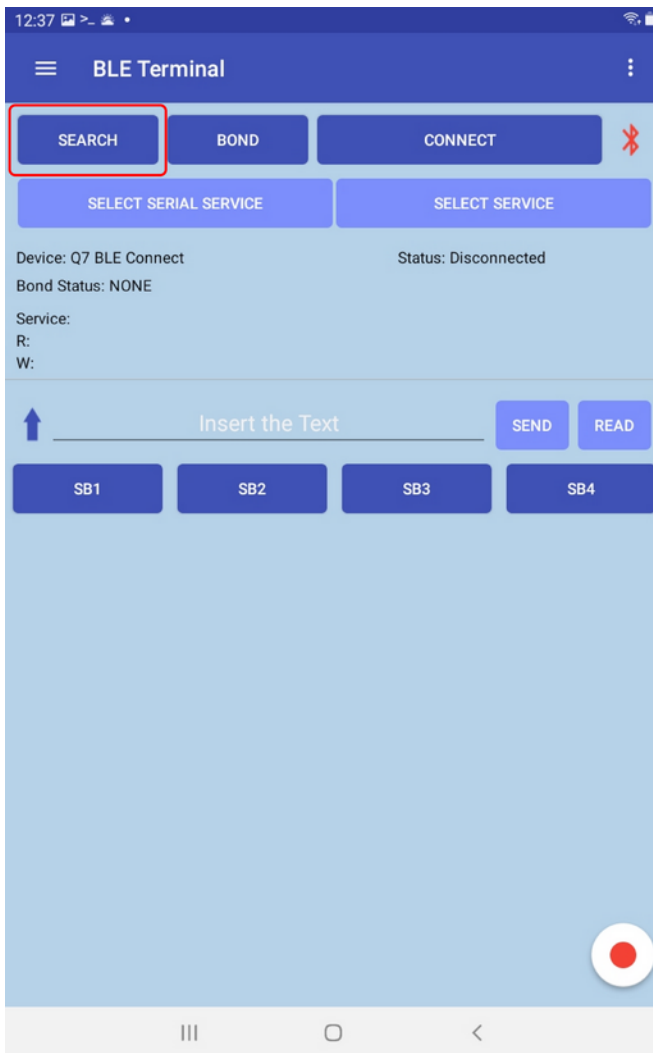 12:37
BLE Terminal
SEARCH BOND CONNECT
SELECT SERIAL SERVICE SELECT SERVICE
Device: Q7 BLE Connect Status: Disconnected
Bond Status: NONE
Service:
R:
W:
Insert the Text SEND READ
SB1 SB2 SB3 SB4